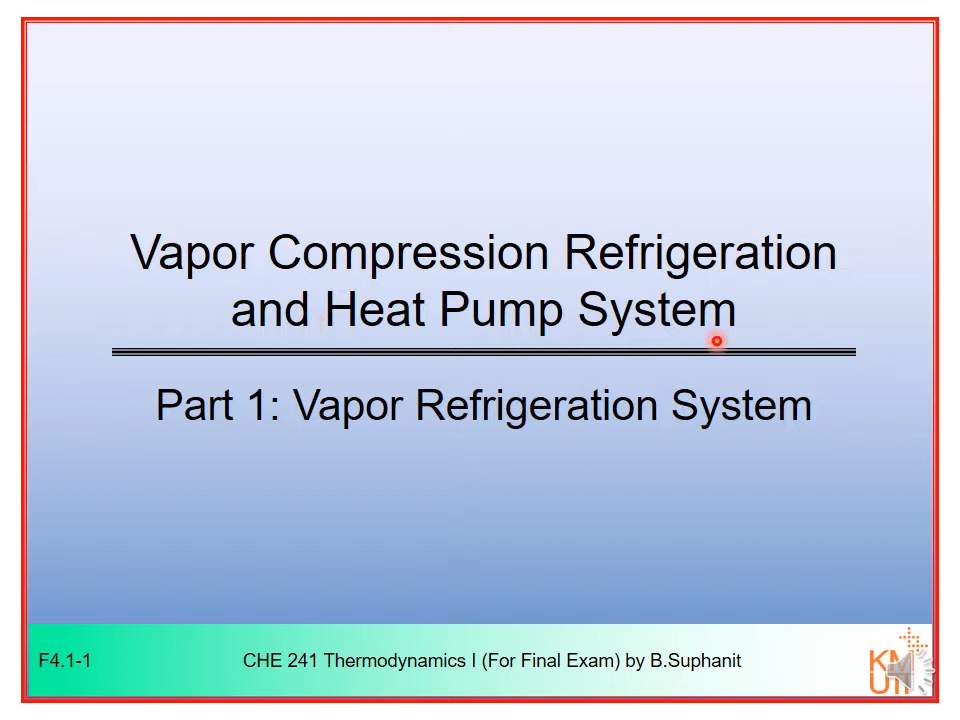 Vapor Compression Refrigeration
and Heat Pump System
Part 1: Vapor Refrigeration System
F4.1-1
CHE 241 Thermodynamics I (For Final Exam) by B.Suphanit